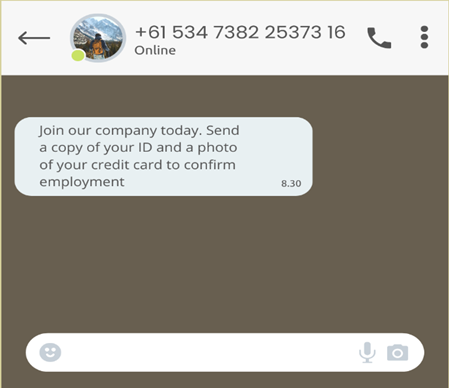 +61 534 7382 25373 16
Online
Join our company today. Send
a copy of your ID and a photo
of your credit card to confirm
employment
8.30